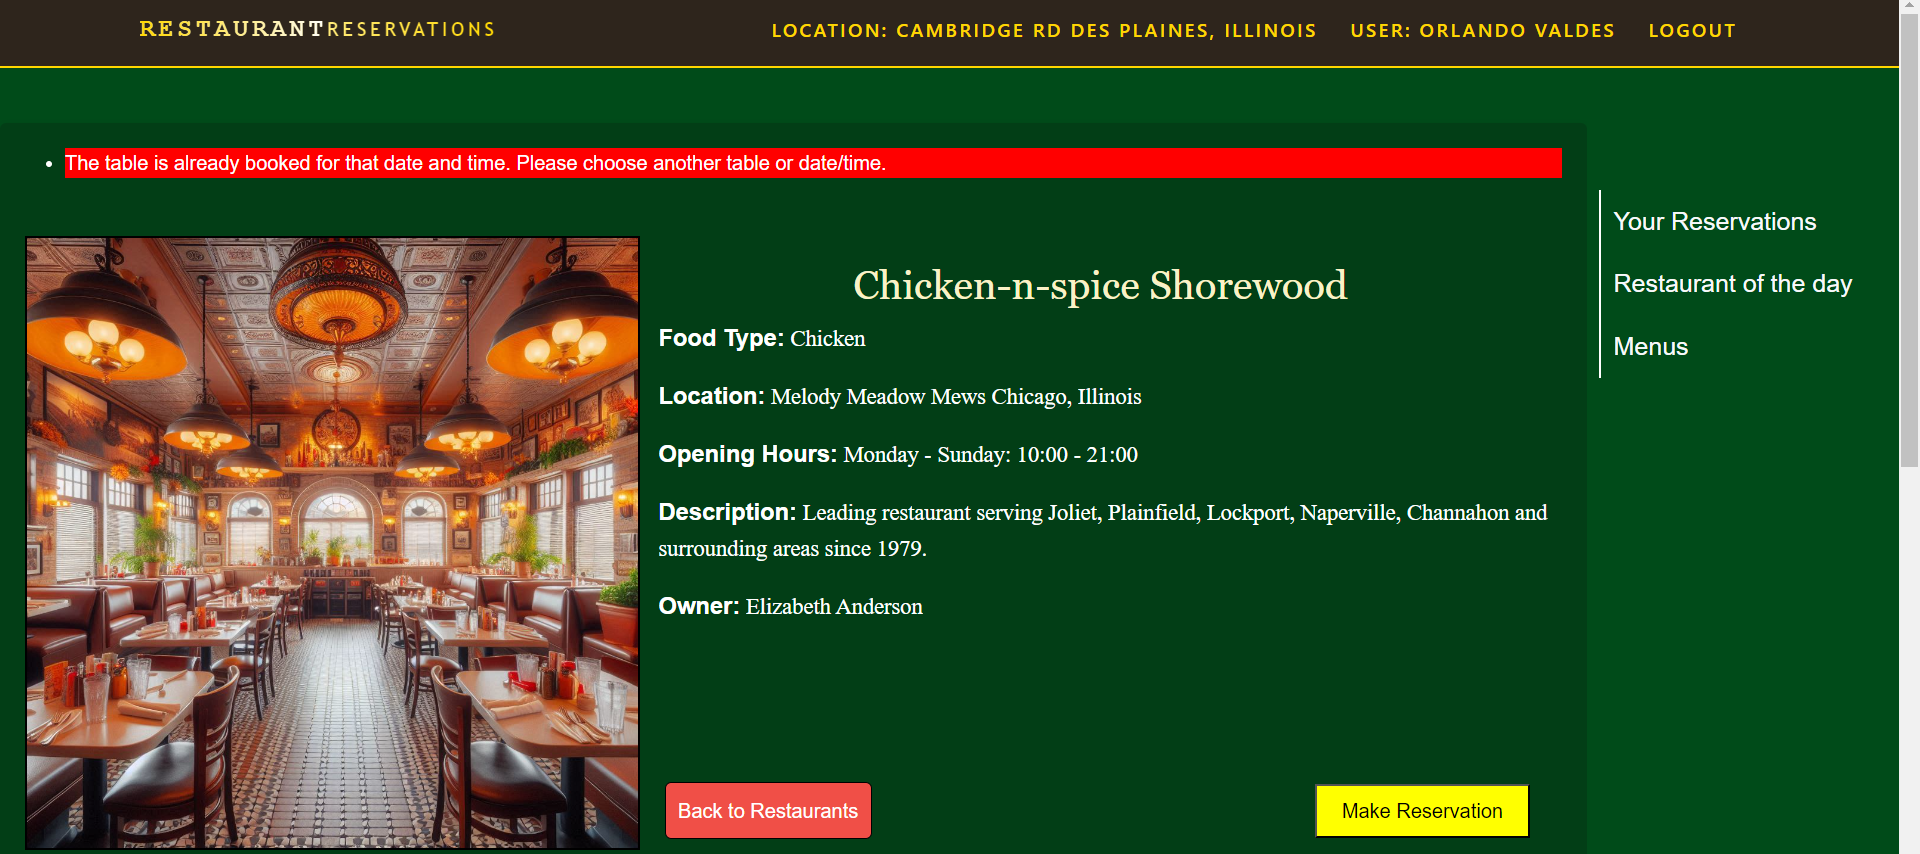 RESTAURANTRESERVATIONS
LOCATION: CAMBRIDGE RD DES PLAINES, ILLINOIS USER: ORLANDO VALDES LOGOUT
The table is already booked for that date and time. Please choose another table or date/time.
Your Reservations
Restaurant of the day
Menus
Chicken-n-spice Shorewood
Food Type: Chicken
Location: Melody Meadow Mews Chicago, Illinois
Opening Hours: Monday - Sunday: 10:00 - 21:00
Description: Leading restaurant serving Joliet, Plainfield, Lockport, Naperville, Channahon and
surrounding areas since 1979.
Owner: Elizabeth Anderson
Back to Restaurants
Make Reservation